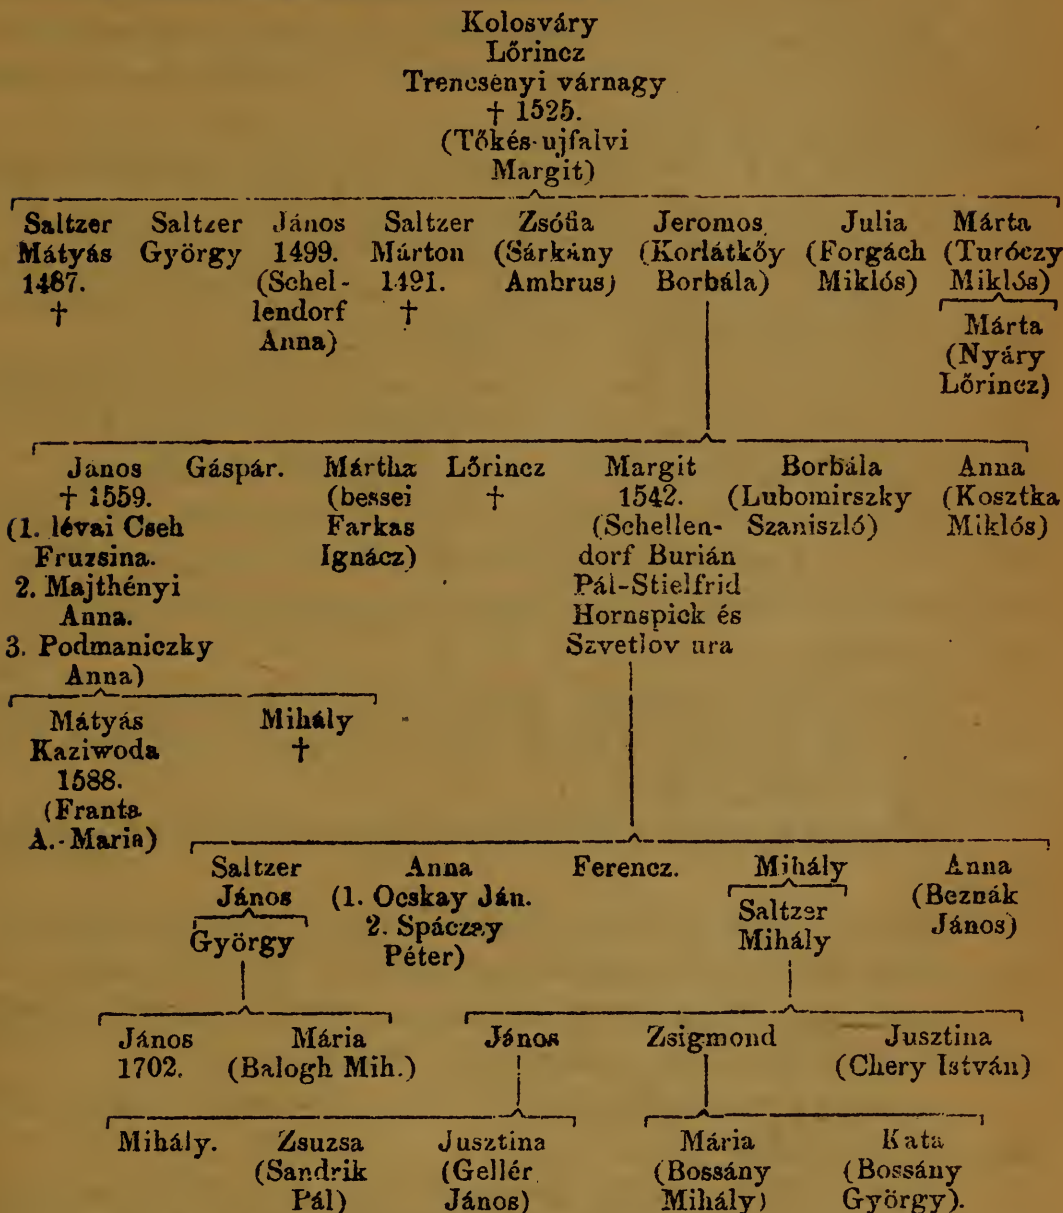 Kolosváry
Lőrincz
Trencsényi várnagy
† 1525.
(Tőkés-ujfalvi
Margit)
Saltzer Saltzer János Saltzer Zsófia Jeromos Julia Márta
Mátyás György 1499. Márton (Sárkány (Korlátkőy (Forgách (Turóczy
1487. (Schel- 1491. Ambrus) Borbála) Miklós) Miklós)
† lendorf † Márta
Anna) (Nyáry
Lőrincz)
János Gáspár. Mártha Lőrincz Margit Borbála Anna
† 1559. (bessei † 1542. (Lubomirszky (Kosztka
(1. lévai Cseh Farkas (Schellen- Szaniszló) Miklós)
Fruzsina. Ignácz) dorf Burián
2. Majthényi Pál-Stielfrid
Anna. Hornspick és
3. Podmaniczky Szvetlov ura
Anna)
Mátyás Mihály
Kaziwoda †
1588.
(Franta
A.-Maria)
Saltzer Anna Ferencz. Mihály Anna
János (1. Ocskay Ján. Saltzer (Beznák
György 2. Spáczay Mihály János)
Péter)
János Mária János Zsigmond Jusztina
1702. (Balogh Mih.) (Chery István)
Mihály. Zsuzsa Jusztina Mária Kata
(Sandrik (Gellér (Bossány (Bossány
Pál) János) Mihály) György).